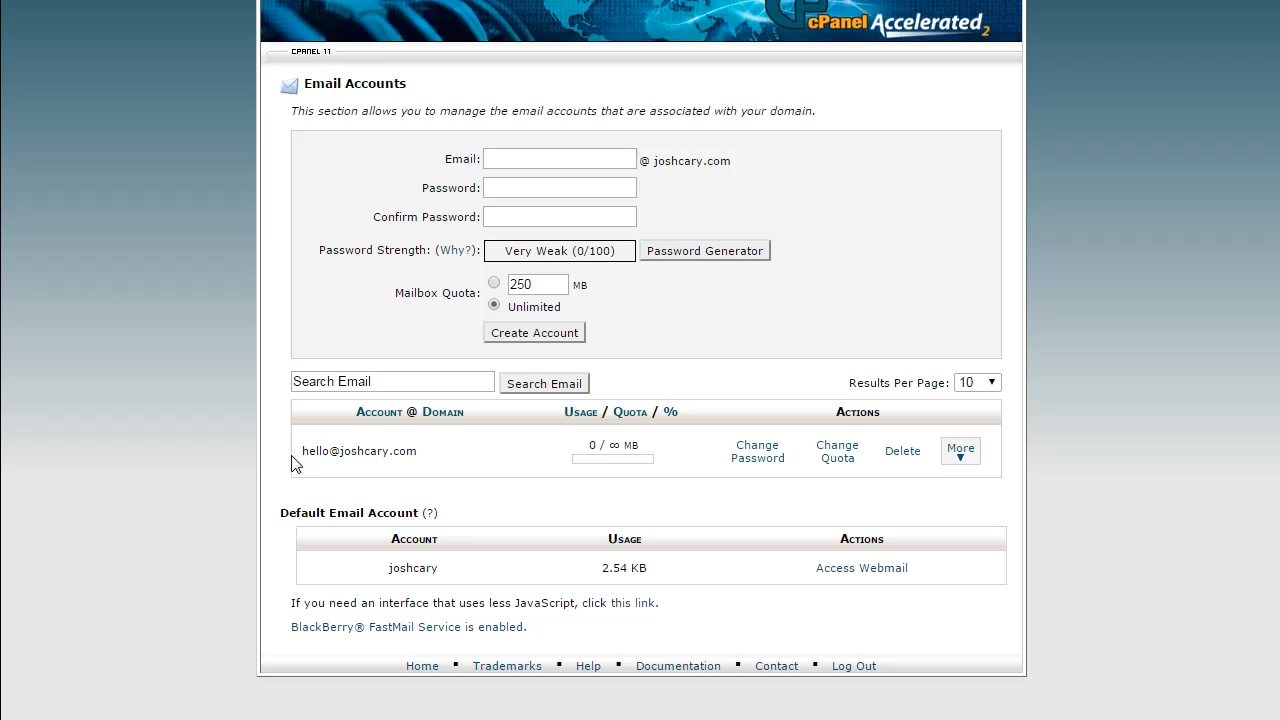 cPanel Accelerated2
CPANEL 11
Email Accounts
This section allows you to manage the email accounts that are associated with your domain.
Email: @ joshcary.com
Password:
Confirm Password:
Password Strength: (Why?): Very Weak (0/100) Password Generator
Mailbox Quota: 250 MB
Unlimited
Create Account
Search Email Search Email Results Per Page: 10 ▼
Account @ Domain Usage / Quota / % Actions
hello@joshcary.com 0 / ∞ MB Change Password Change Quota Delete More ▼
Default Email Account (?)
Account Usage Actions
joshcary 2.54 KB Access Webmail
If you need an interface that uses less JavaScript, click this link.
BlackBerry® FastMail Service is enabled.
Home ▪ Trademarks ▪ Help ▪ Documentation ▪ Contact ▪ Log Out